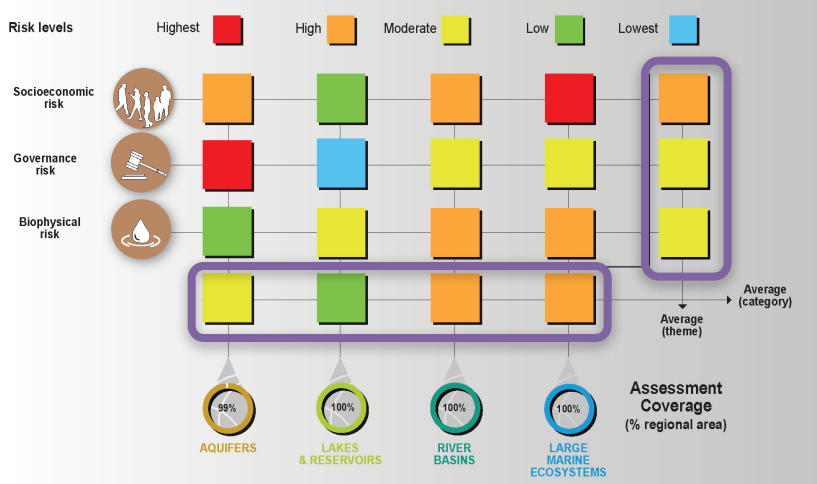 Risk levels
Highest
High
Moderate
Low
Lowest
Socioeconomic
risk
Governance
risk
Biophysical
risk
Average
(category)
Average
(theme)
99%
100%
100%
100%
Assessment
Coverage
(% regional area)
AQUIFERS
LAKES
& RESERVOIRS
RIVER
BASINS
LARGE
MARINE
ECOSYSTEMS